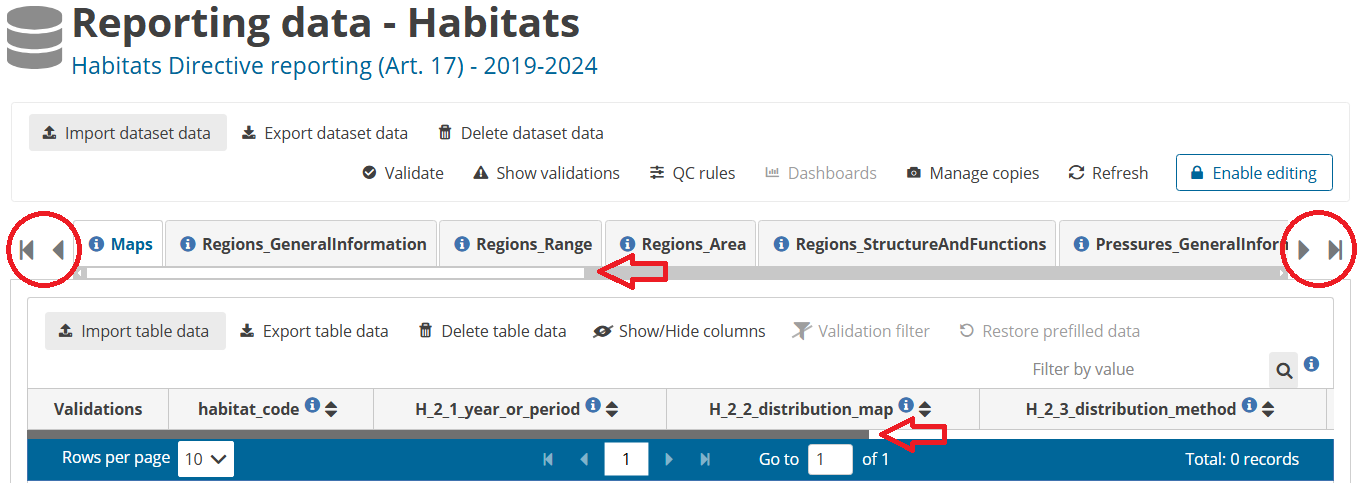 Reporting data - Habitats
Habitats Directive reporting (Art. 17) - 2019-2024
Import dataset data Export dataset data Delete dataset data
Validate Show validations QC rules Dashboards Manage copies Refresh Enable editing
Maps Regions_GeneralInformation Regions_Range Regions_Area Regions_StructureAndFunctions Pressures_GeneralInforn
Import table data Export table data Delete table data Show/Hide columns Validation filter Restore prefilled data
Filter by value
Validations habitat_code H_2_1_year_or_period H_2_2_distribution_map H_2_3_distribution_method
Rows per page 10 1 Go to 1 of 1 Total: 0 records